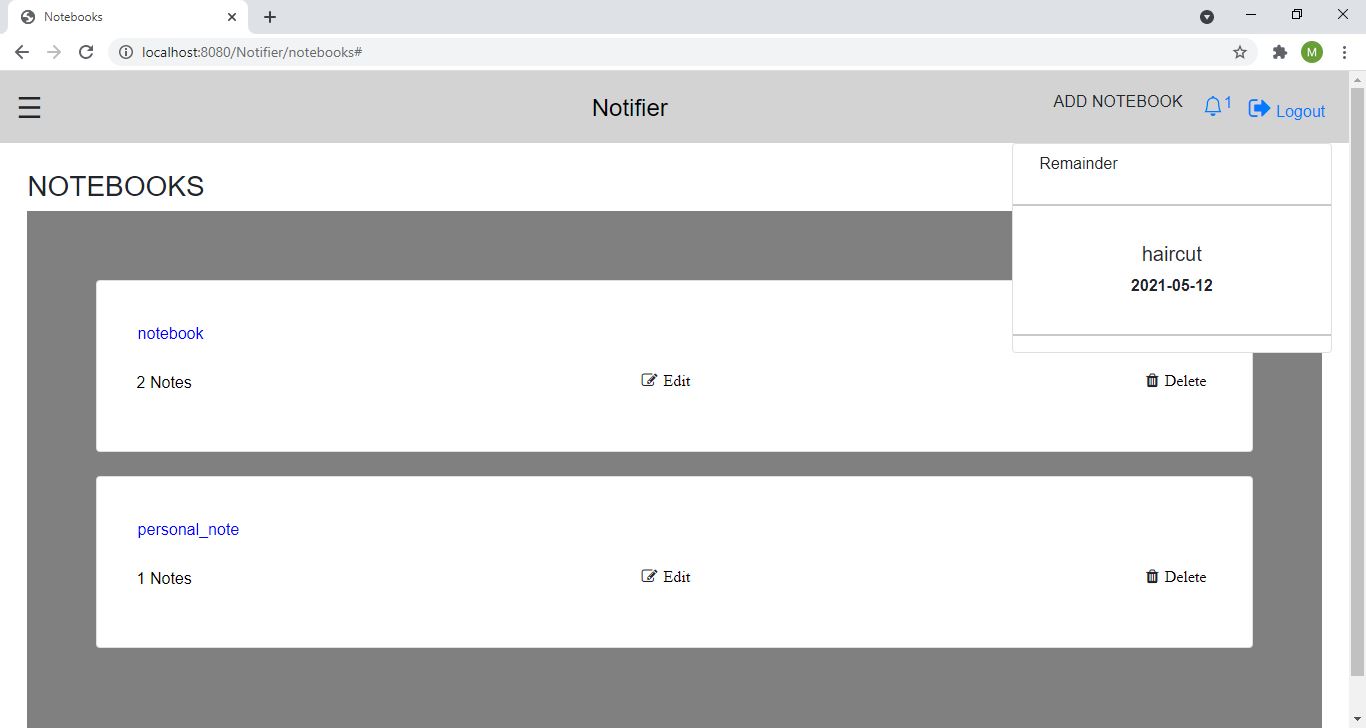 Notebooks
localhost:8080/Notifier/notebooks#
M
Notifier
ADD NOTEBOOK
1
Logout
Remainder
NOTEBOOKS
haircut
2021-05-12
notebook
2 Notes
Edit
Delete
personal_note
1 Notes
Edit
Delete